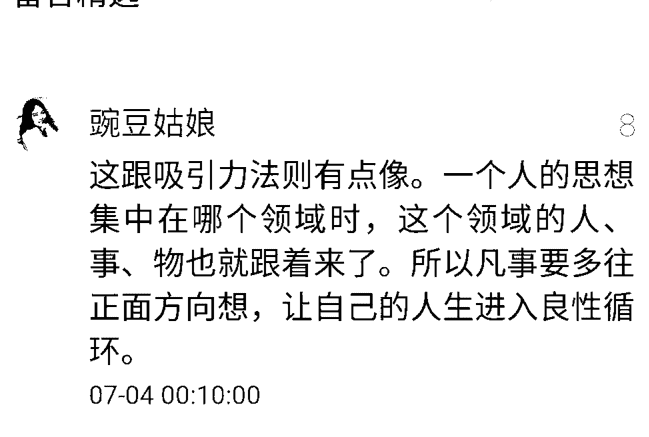 豌豆姑娘
8
这跟吸引力法则有点像。一个人的思想
集中在哪个领域时，这个领域的人、
事、物也就跟着来了。所以凡事要多往
正面方向想，让自己的人生进入良性循
环。
07-04 00:10:00